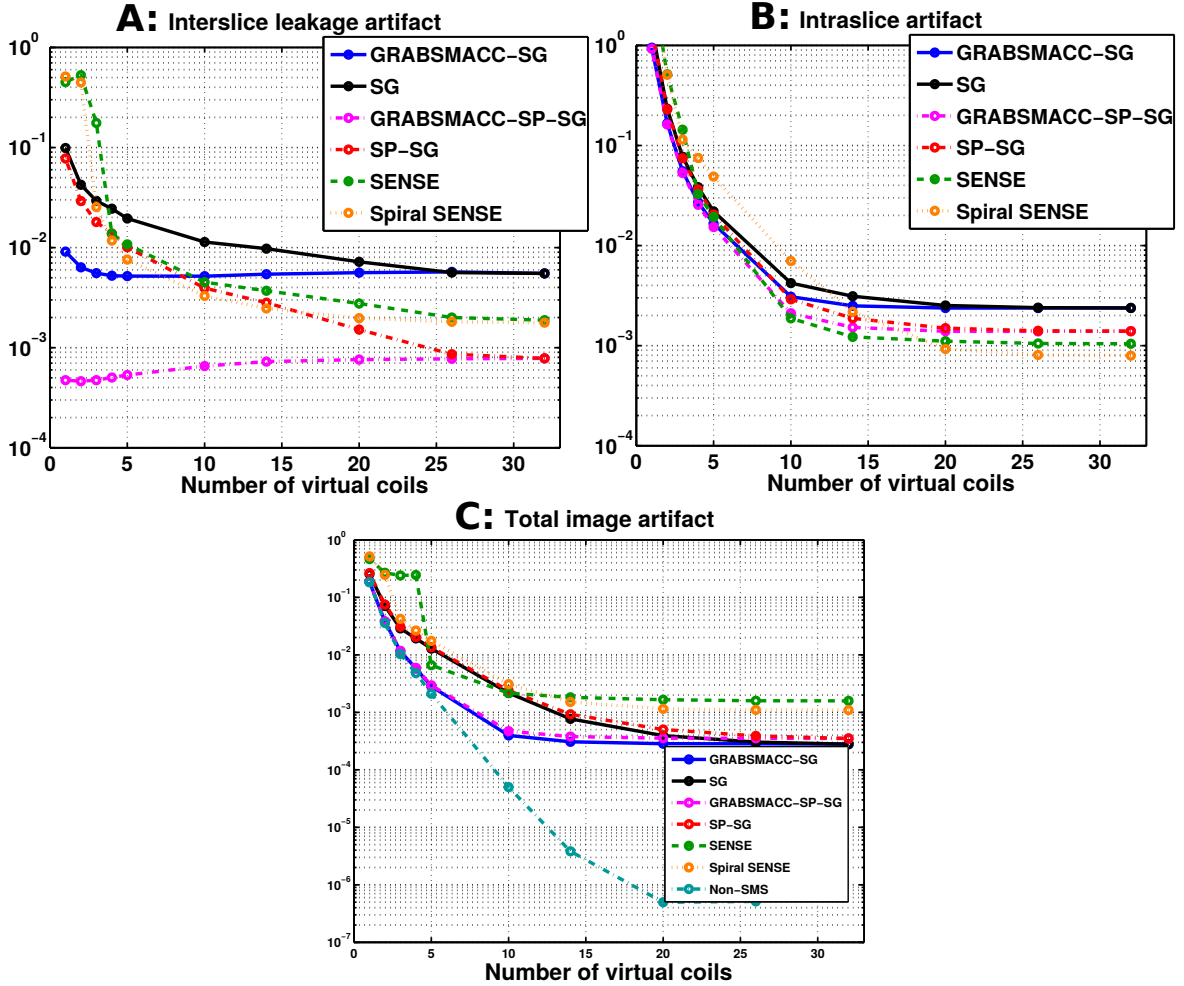 A: Interslice leakage artifact
10^0
10^-1
10^-2
10^-3
10^-4
GRABSMACC-SG
SG
GRABSMACC-SP-SG
SP-SG
SENSE
Spiral SENSE
1 5 10 15 20 25 30
Number of virtual coils
B: Intraslice artifact
10^0
10^-1
10^-2
10^-3
10^-4
GRABSMACC-SG
SG
GRABSMACC-SP-SG
SP-SG
SENSE
Spiral SENSE
0 5 10 15 20 25 30
Number of virtual coils
C: Total image artifact
10^0
10^-1
10^-2
10^-3
10^-4
10^-5
10^-6
10^-7
GRABSMACC-SG
SG
GRABSMACC-SP-SG
SP-SG
SENSE
Spiral SENSE
Non-SMS
0 5 10 15 20 25 30
Number of virtual coils